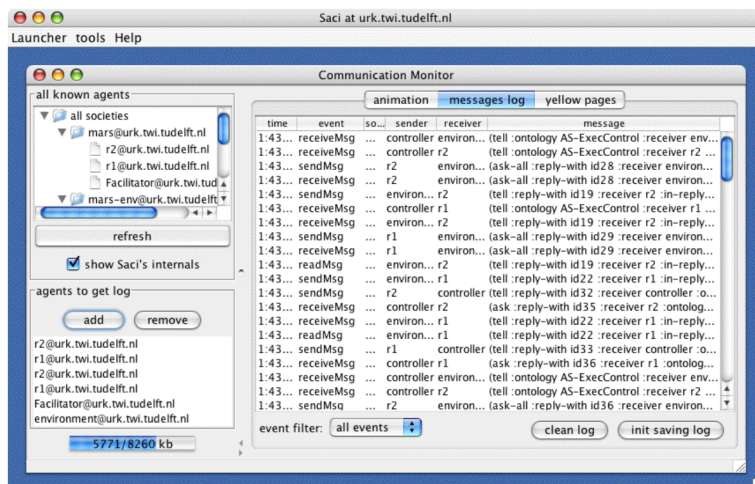 Saci at urk.twi.tudelft.nl
Launcher tools Help
Communication Monitor
all known agents
all societies
mars@urk.twi.tudelft.nl
r2@urk.twi.tudelft.nl
r1@urk.twi.tudelft.nl
Facilitator@urk.twi.tud
mars-env@urk.twi.tudelft
refresh
show Saci's internals
agents to get log
add remove
r2@urk.twi.tudelft.nl
r1@urk.twi.tudelft.nl
r2@urk.twi.tudelft.nl
r1@urk.twi.tudelft.nl
Facilitator@urk.twi.tudelft.nl
environment@urk.twi.tudelft.nl
5771/8260 kb
animation messages log yellow pages
time event so... sender receiver message
1:43... receiveMsg ... controller environ... (tell :ontology AS-ExecControl :receiver env...
1:43... receiveMsg ... controller r2 (tell :ontology AS-ExecControl :receiver r2 ...
1:43... sendMsg ... r2 environ... (ask-all :reply-with id28 :receiver environ...
1:43... receiveMsg ... r2 environ... (ask-all :reply-with id28 :receiver environ...
1:43... sendMsg ... environ... r2 (tell :reply-with id19 :receiver r2 :in-reply...
1:43... receiveMsg ... controller r1 (tell :ontology AS-ExecControl :receiver r1 ...
1:43... receiveMsg ... environ... r2 (tell :reply-with id19 :receiver r2 :in-reply...
1:43... sendMsg ... r1 environ... (ask-all :reply-with id29 :receiver environ...
1:43... receiveMsg ... r1 environ... (ask-all :reply-with id29 :receiver environ...
1:43... readMsg ... environ... r2 (tell :reply-with id19 :receiver r2 :in-reply...
1:43... sendMsg ... environ... r1 (tell :reply-with id22 :receiver r1 :in-reply...
1:43... sendMsg ... r2 controller (tell :reply-with id32 :receiver controller :o...
1:43... receiveMsg ... controller r2 (ask :reply-with id35 :receiver r2 :ontolog...
1:43... receiveMsg ... environ... r1 (tell :reply-with id22 :receiver r1 :in-reply...
1:43... readMsg ... environ... r1 (tell :reply-with id22 :receiver r1 :in-reply...
1:43... sendMsg ... r1 controller (tell :reply-with id33 :receiver controller :o...
1:43... receiveMsg ... controller r1 (ask :reply-with id36 :receiver r1 :ontolog...
1:43... receiveMsg ... controller environ... (tell :ontology AS-ExecControl :receiver env...
1:43... receiveMsg ... controller r2 (tell :ontology AS-ExecControl :receiver r2 ...
1:43... sendMsg ... r2 environ... (ask-all :reply-with id36 :receiver environ...
event filter: all events clean log init saving log